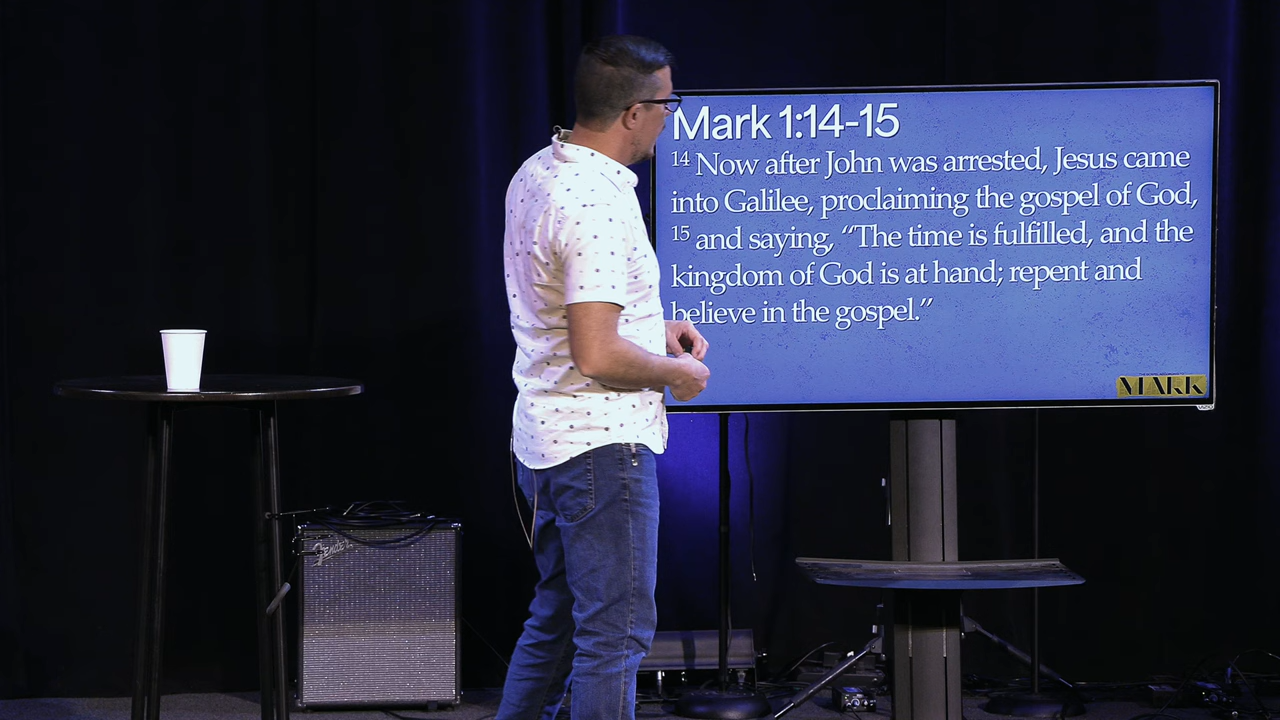 Mark 1:14-15
14 Now after John was arrested, Jesus came
into Galilee, proclaiming the gospel of God,
15 and saying, “The time is fulfilled, and the
kingdom of God is at hand; repent and
believe in the gospel.”
MARK
Fender